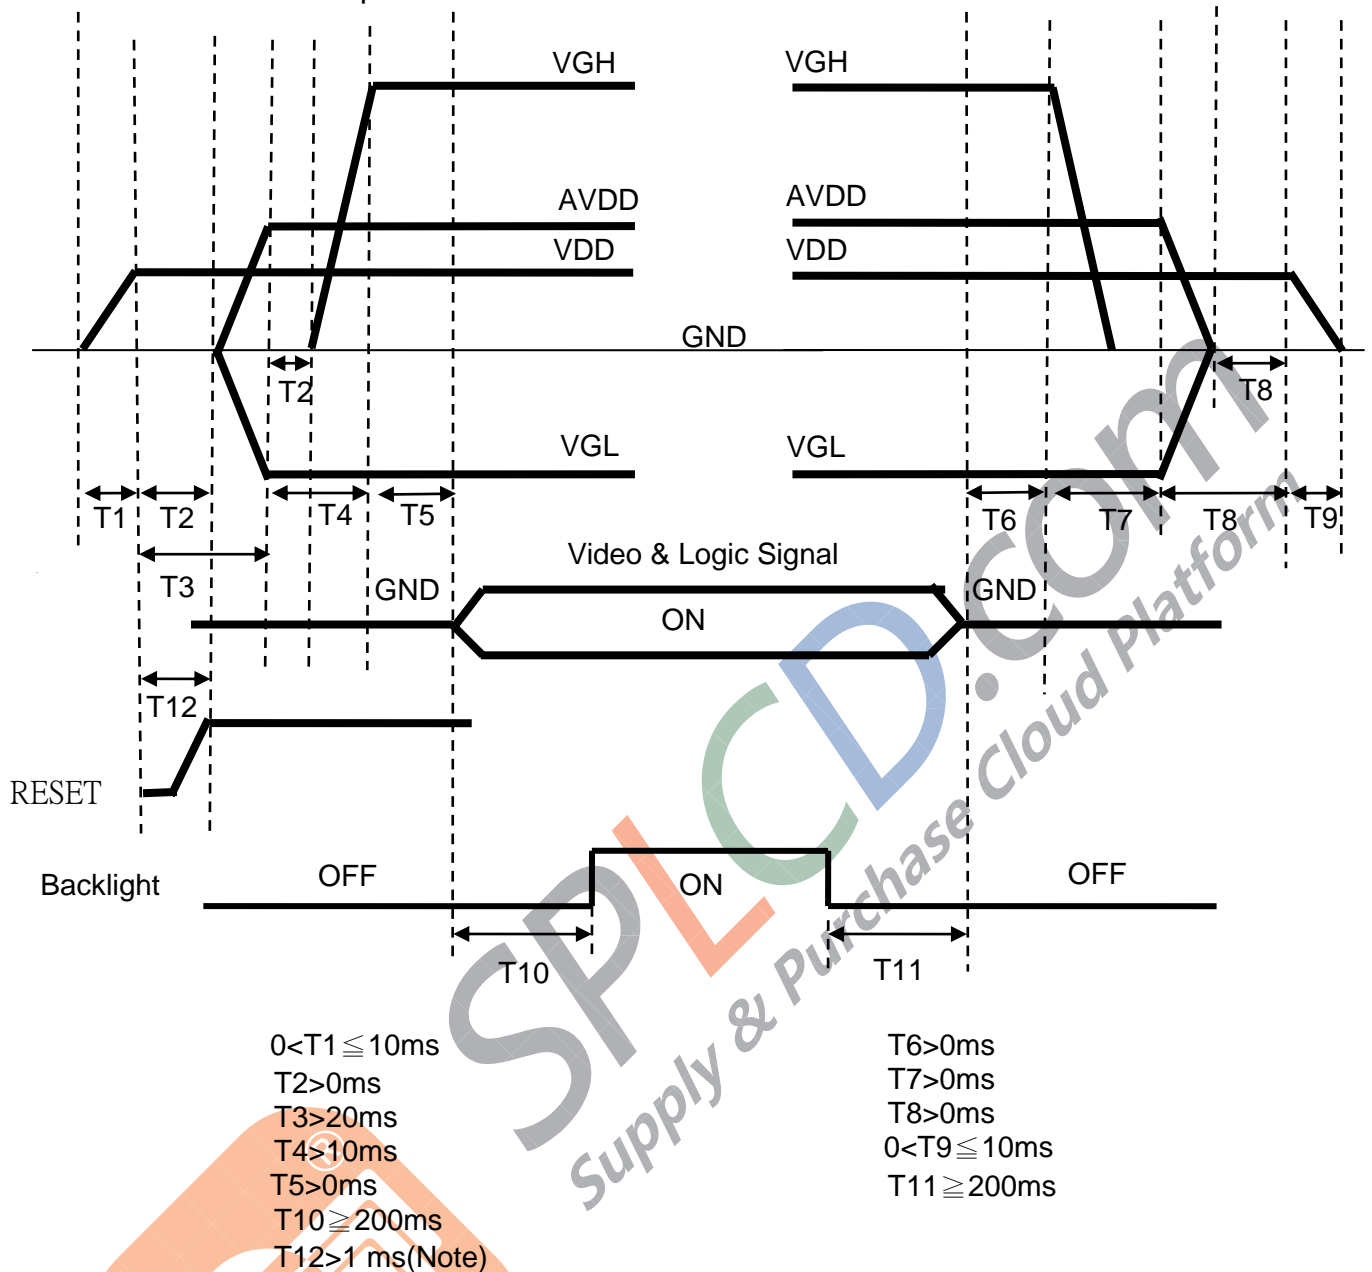 VGH
VGH
AVDD
AVDD
VDD
VDD
GND
T2
T8
VGL
VGL
T1
T2
T4
T5
T6
T7
T8
T9
T3
Video & Logic Signal
GND
ON
GND
T12
RESET
Backlight
OFF
ON
OFF
T10
T11
SPLCD.com
Supply & Purchase Cloud Platform
0<T1≦10ms
T2>0ms
T3>20ms
T4>10ms
T5>0ms
T10≧200ms
T12>1 ms(Note)
T6>0ms
T7>0ms
T8>0ms
0<T9≦10ms
T11≧200ms
®